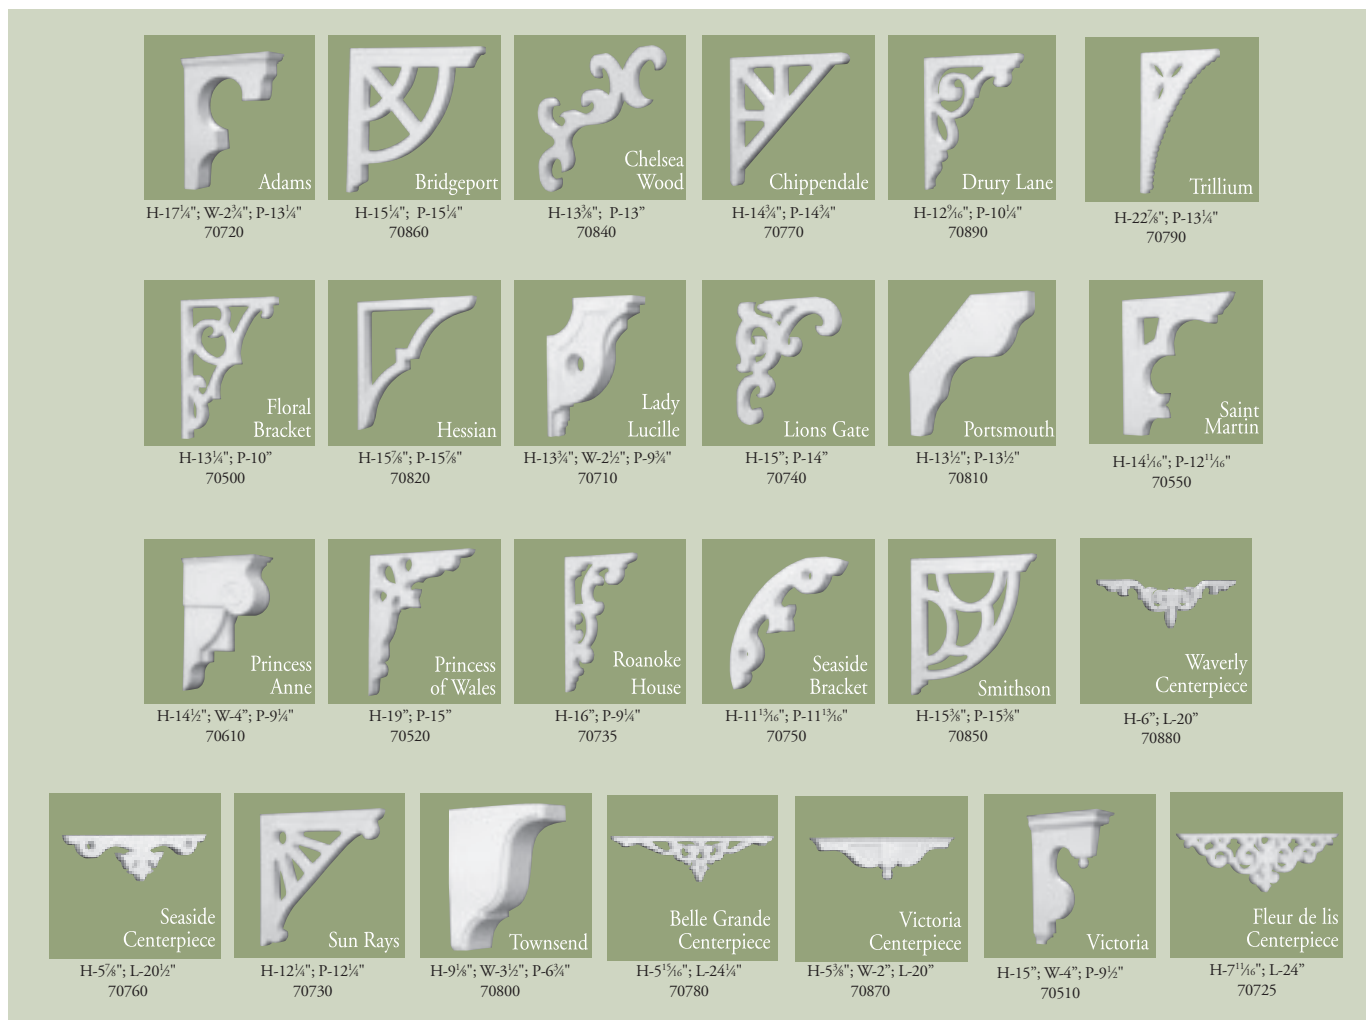 Adams
H-17¼"; W-2¾"; P-13¼"
70720
Bridgeport
H-15¼"; P-15¼"
70860
Chelsea
Wood
H-13⅜"; P-13”
70840
Chippendale
H-14¾"; P-14¾"
70770
Drury Lane
H-12⁹⁄₁₆"; P-10¼"
70890
Trillium
H-22⅞"; P-13¼"
70790
Floral
Bracket
H-13¼"; P-10”
70500
Hessian
H-15⅞"; P-15⅞"
70820
Lady
Lucille
H-13¾"; W-2½"; P-9¾"
70710
Lions Gate
H-15”; P-14”
70740
Portsmouth
H-13½"; P-13½"
70810
Saint
Martin
H-14¹⁄₁₆"; P-12¹¹⁄₁₆"
70550
Princess
Anne
H-14½"; W-4”; P-9¼"
70610
Princess
of Wales
H-19”; P-15”
70520
Roanoke
House
H-16”; P-9¼"
70735
Seaside
Bracket
H-11¹³⁄₁₆"; P-11¹³⁄₁₆"
70750
Smithson
H-15⅜"; P-15⅜"
70850
Waverly
Centerpiece
H-6”; L-20”
70880
Seaside
Centerpiece
H-5⅞"; L-20½"
70760
Sun Rays
H-12¼"; P-12¼"
70730
Townsend
H-9⅛"; W-3½"; P-6¾"
70800
Belle Grande
Centerpiece
H-5¹⁵⁄₁₆"; L-24¼"
70780
Victoria
Centerpiece
H-5⅜"; W-2”; L-20”
70870
Victoria
H-15”; W-4”; P-9½"
70510
Fleur de lis
Centerpiece
H-7¹¹⁄₁₆"; L-24”
70725